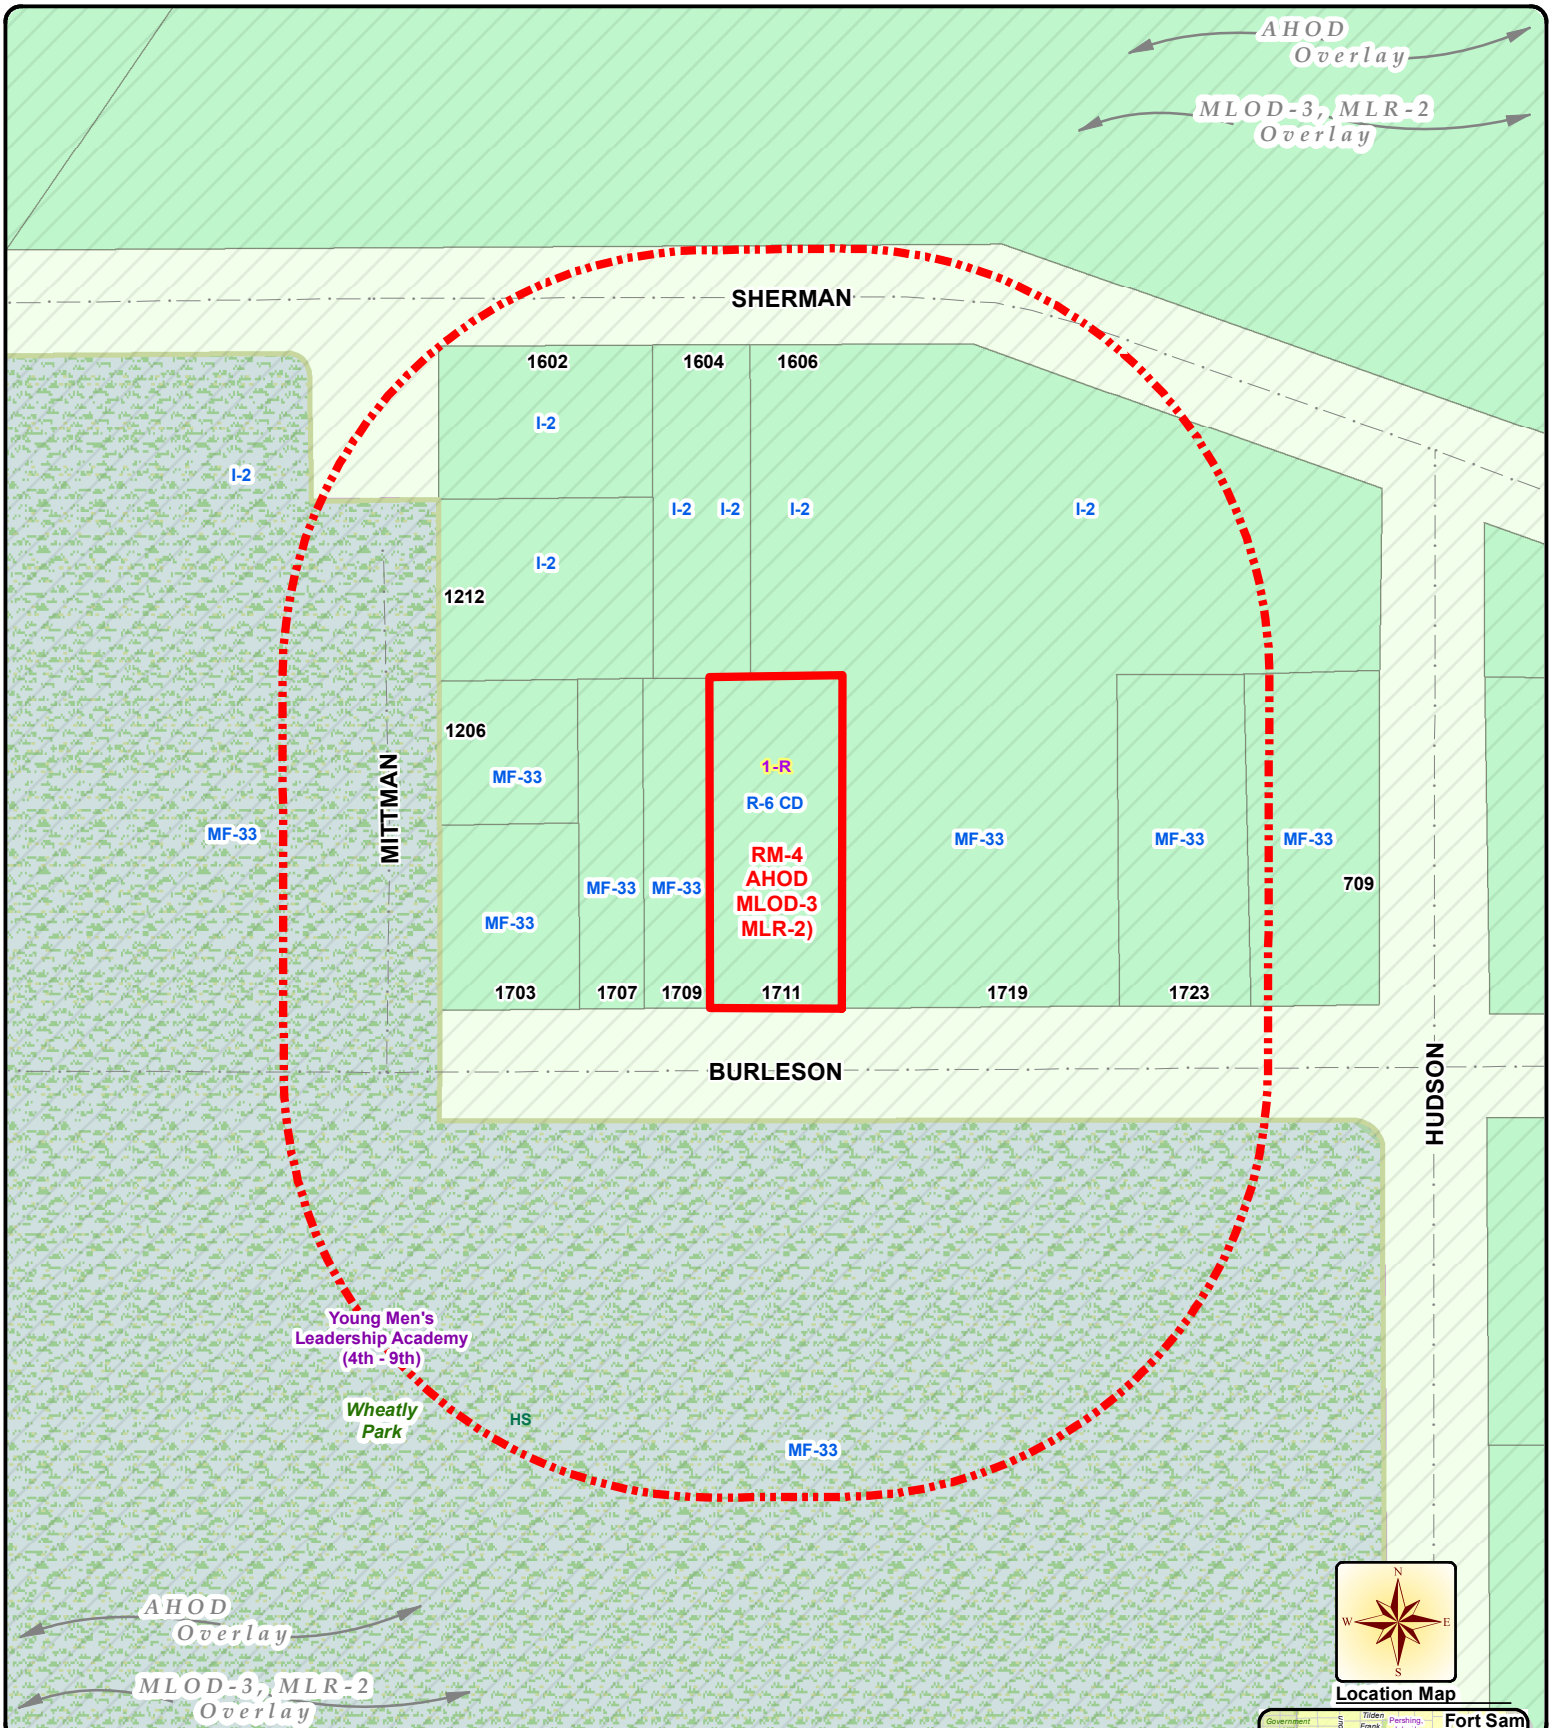 AHOD
Overlay
MLOD-3, MLR-2
Overlay
SHERMAN
1602
1604
1606
I-2
I-2
I-2
I-2
I-2
I-2
I-2
1212
1206
MF-33
MITTMAN
MF-33
1-R
R-6 CD
RM-4
AHOD
MLOD-3
MLR-2)
MF-33
MF-33
MF-33
709
MF-33
MF-33
MF-33
1703
1707
1709
1711
1719
1723
BURLESON
HUDSON
Young Men's
Leadership Academy
(4th - 9th)
Wheatly
Park
HS
MF-33
AHOD
Overlay
MLOD-3, MLR-2
Overlay
N
W
E
S
Location Map
Government
Tilden
Frank
Pershing,
Fort Sam